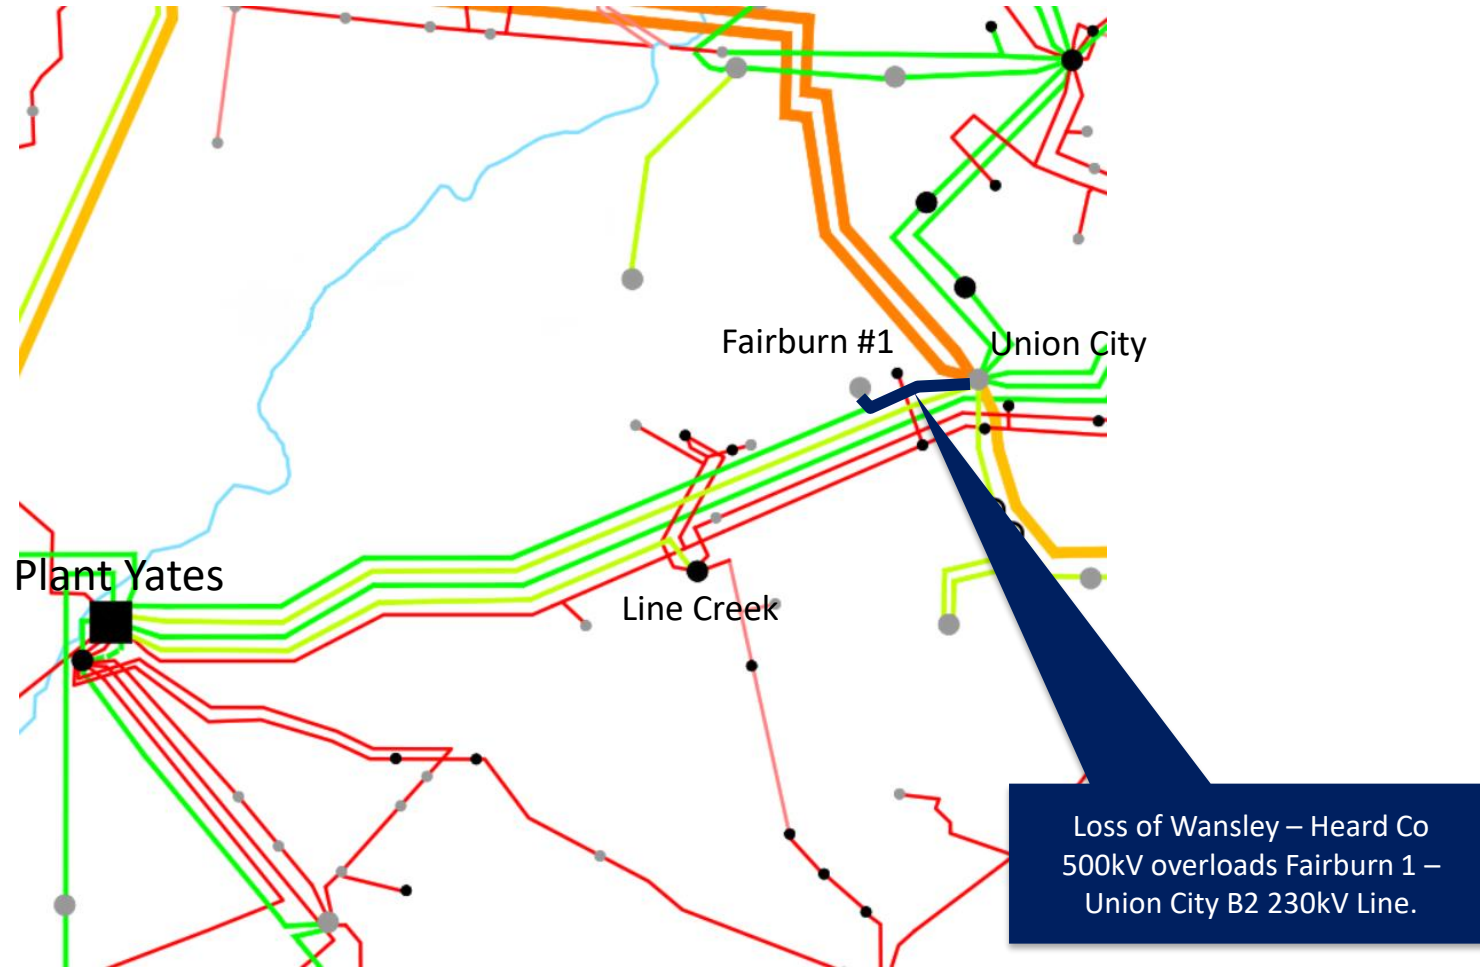 Fairburn #1
Union City
Plant Yates
Line Creek
Loss of Wansley – Heard Co
500kV overloads Fairburn 1 –
Union City B2 230kV Line.